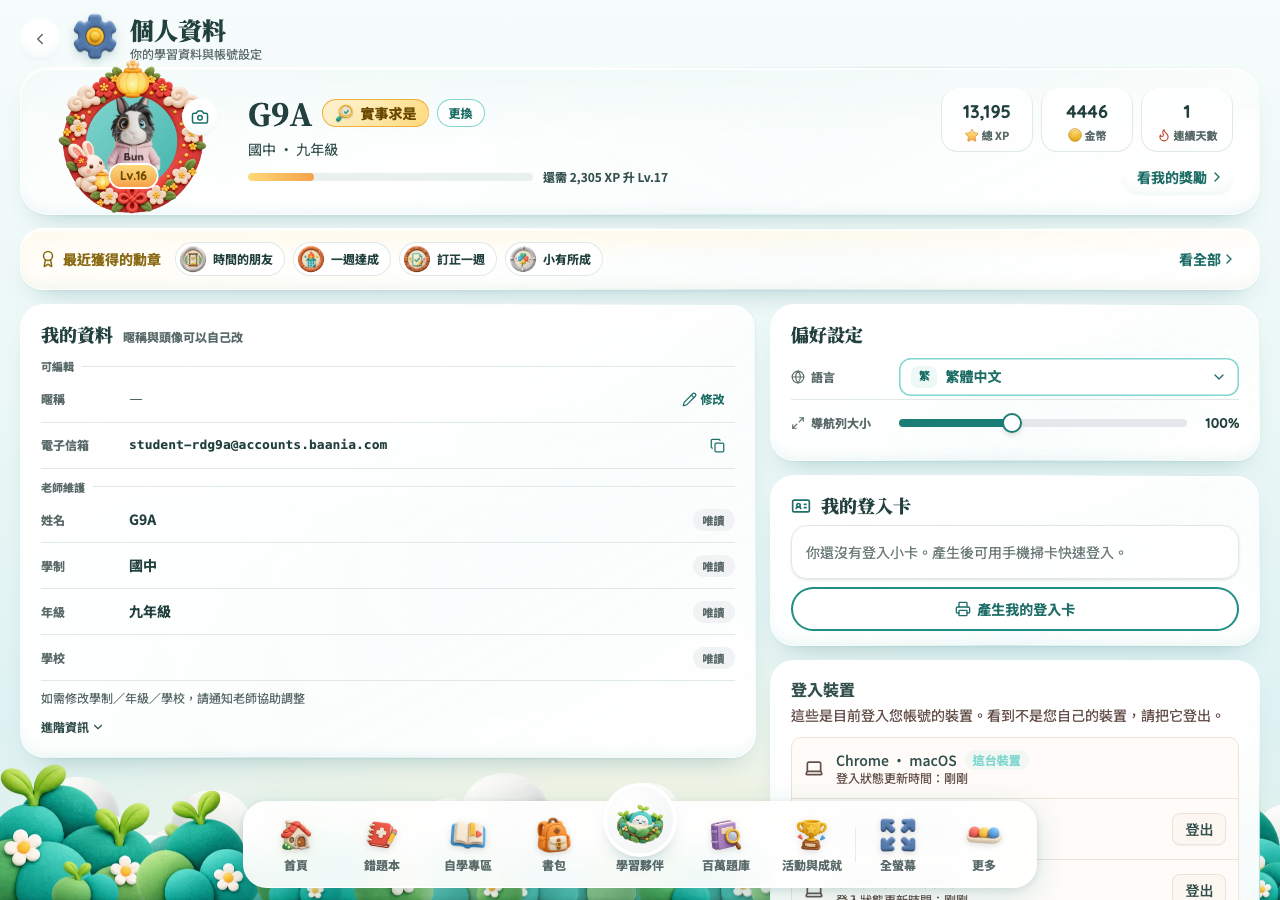 個人資料
你的學習資料與帳號設定
Bun
Lv.16
G9A
實事求是
更換
國中 · 九年級
還需 2,305 XP 升 Lv.17
13,195
總 XP
4446
金幣
1
連續天數
看我的獎勵
最近獲得的勳章
時間的朋友
一週達成
訂正一週
小有所成
看全部
我的資料
暱稱與頭像可以自己改
可編輯
暱稱
—
修改
電子信箱
student-rdg9a@accounts.baania.com
老師維護
姓名
G9A
唯讀
學制
國中
唯讀
年級
九年級
唯讀
學校
唯讀
如需修改學制／年級／學校，請通知老師協助調整
進階資訊
偏好設定
語言
繁
繁體中文
導航列大小
100%
我的登入卡
你還沒有登入小卡。產生後可用手機掃卡快速登入。
產生我的登入卡
登入裝置
這些是目前登入您帳號的裝置。看到不是您自己的裝置，請把它登出。
Chrome · macOS
這台裝置
登入狀態更新時間：剛剛
登出
登出
登入狀態更新時間：剛剛
首頁
錯題本
自學專區
書包
學習夥伴
百萬題庫
活動與成就
全螢幕
更多